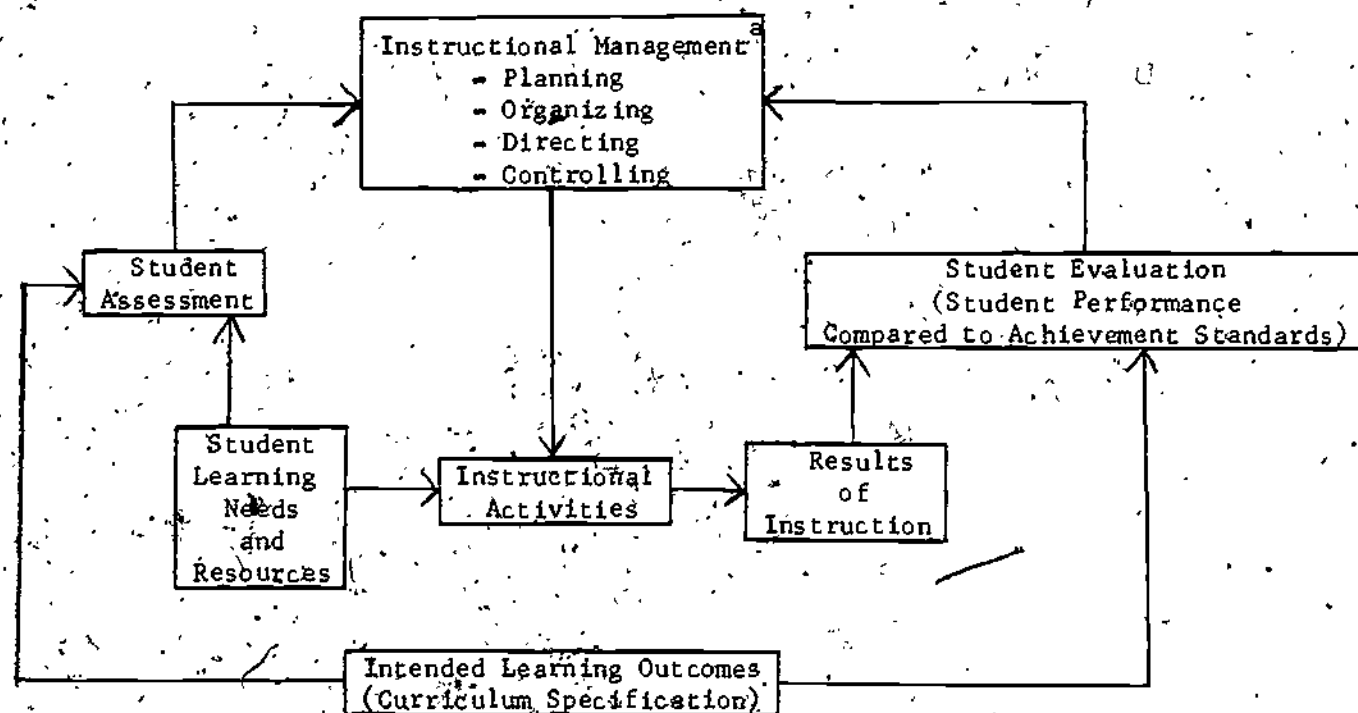 Instructional Management a
- Planning
- Organizing
- Directing
- Controlling
Student
Assessment
Student Evaluation
(Student Performance
Compared to Achievement Standards)
Student
Learning
Needs
and
Resources
Instructional
Activities
Results
of
Instruction
Intended Learning Outcomes
(Curriculum Specification)